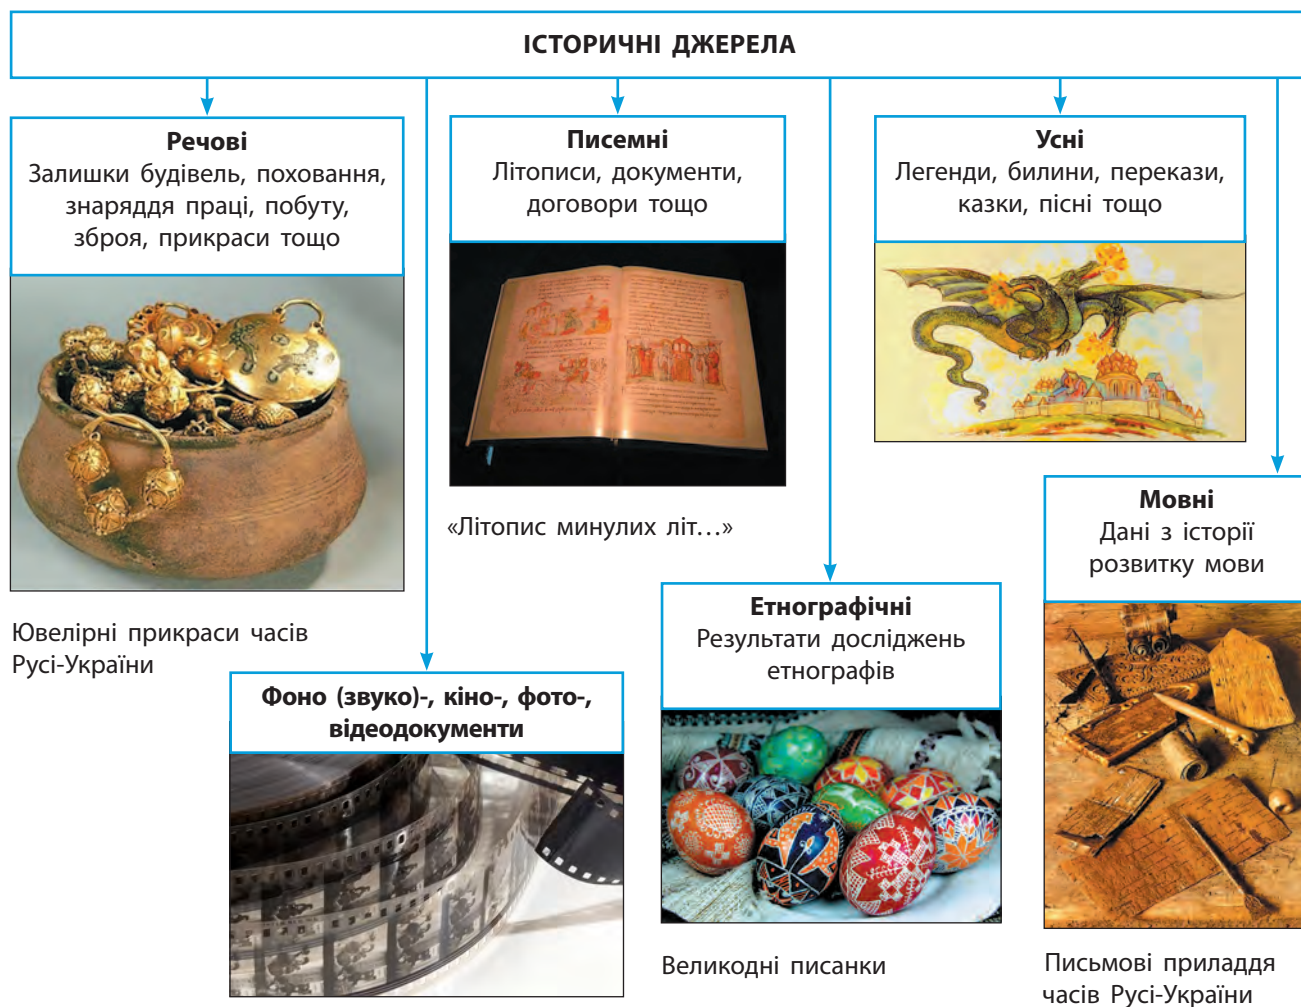 ІСТОРИЧНІ ДЖЕРЕЛА
Речові
Залишки будівель, поховання,
знаряддя праці, побуту,
зброя, прикраси тощо
Писемні
Літописи, документи,
договори тощо
Усні
Легенди, билини, перекази,
казки, пісні тощо
«Літопис минулих літ…»
Мовні
Дані з історії
розвитку мови
Ювелірні прикраси часів
Русі-України
Етнографічні
Результати досліджень
етнографів
Фоно (звуко)-, кіно-, фото-,
відеодокументи
Великодні писанки
Письмові приладдя
часів Русі-України